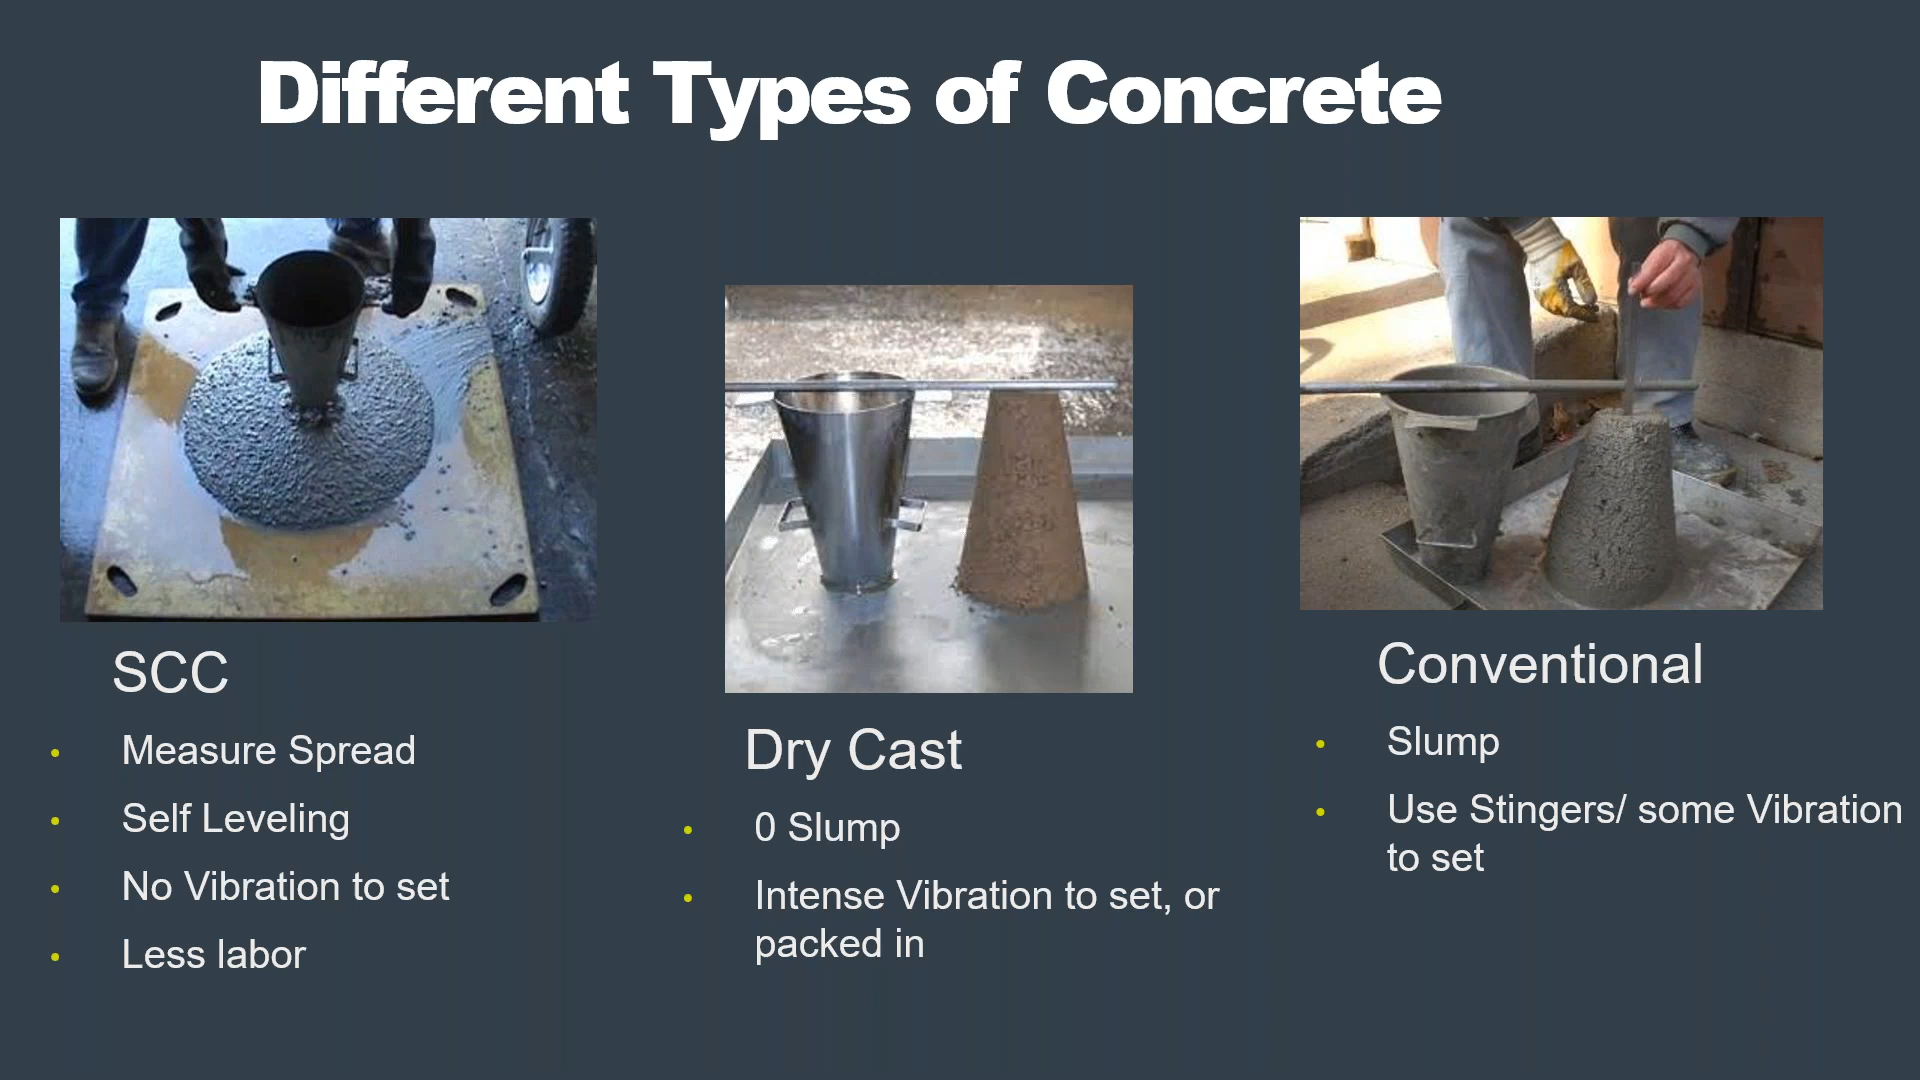 Different Types of Concrete
SCC
• Measure Spread
• Self Leveling
• No Vibration to set
• Less labor
Dry Cast
• 0 Slump
• Intense Vibration to set, or
packed in
Conventional
• Slump
• Use Stingers/ some Vibration
to set